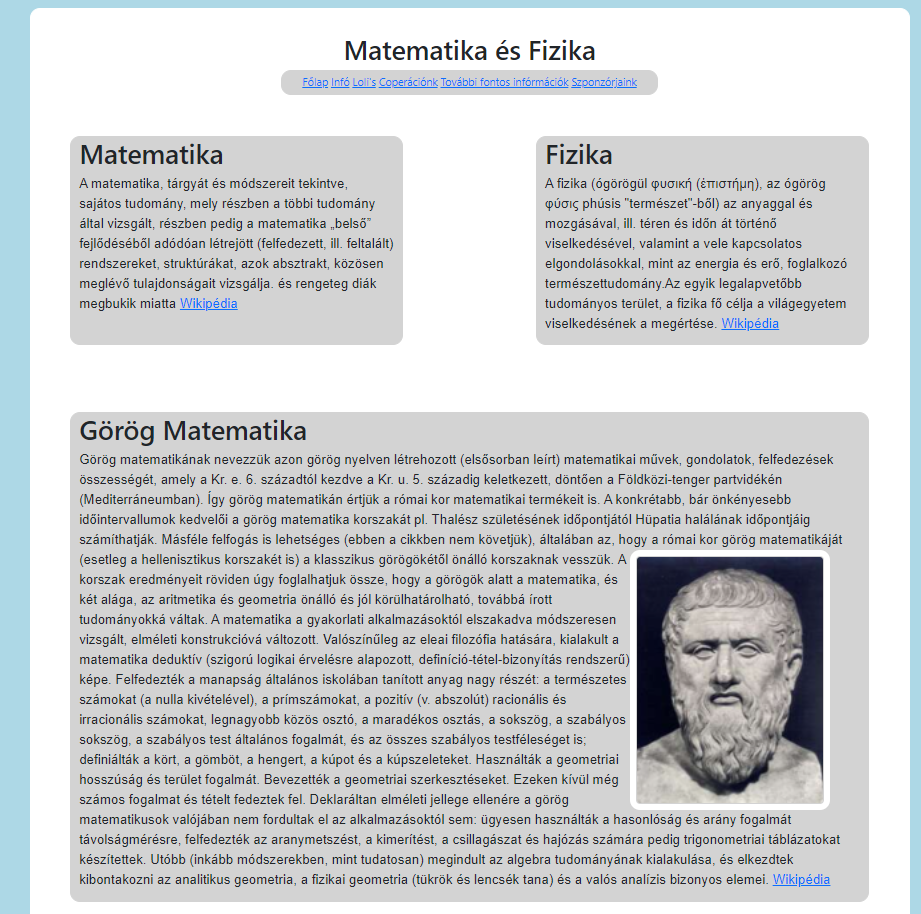 Matematika és Fizika
Főlap Infó Loli's Coperációnk További fontos infórmációk Szponzórjaink
Matematika
A matematika, tárgyát és módszereit tekintve,
sajátos tudomány, mely részben a többi tudomány
által vizsgált, részben pedig a matematika „belső”
fejlődéséből adódóan létrejött (felfedezett, ill. feltalált)
rendszereket, struktúrákat, azok absztrakt, közösen
meglévő tulajdonságait vizsgálja. és rengeteg diák
megbukik miatta Wikipédia
Fizika
A fizika (ógörögül φυσική (ἐπιστήμη), az ógörög
φύσις phúsis "természet"-ből) az anyaggal és
mozgásával, ill. téren és időn át történő
viselkedésével, valamint a vele kapcsolatos
elgondolásokkal, mint az energia és erő, foglalkozó
természettudomány.Az egyik legalapvetőbb
tudományos terület, a fizika fő célja a világegyetem
viselkedésének a megértése. Wikipédia
Görög Matematika
Görög matematikának nevezzük azon görög nyelven létrehozott (elsősorban leírt) matematikai művek, gondolatok, felfedezések
összességét, amely a Kr. e. 6. századtól kezdve a Kr. u. 5. századig keletkezett, döntően a Földközi-tenger partvidékén
(Mediterráneumban). Így görög matematikán értjük a római kor matematikai termékeit is. A konkrétabb, bár önkényesebb
időintervallumok kedvelői a görög matematika korszakát pl. Thalész születésének időpontjától Hüpatia halálának időpontjáig
számíthatják. Másféle felfogás is lehetséges (ebben a cikkben nem követjük), általában az, hogy a római kor görög matematikáját
(esetleg a hellenisztikus korszakét is) a klasszikus görögökétől önálló korszaknak vesszük. A
korszak eredményeit röviden úgy foglalhatjuk össze, hogy a görögök alatt a matematika, és
két alága, az aritmetika és geometria önálló és jól körülhatárolható, továbbá írott
tudományokká váltak. A matematika a gyakorlati alkalmazásoktól elszakadva módszeresen
vizsgált, elméleti konstrukcióvá változott. Valószínűleg az eleai filozófia hatására, kialakult a
matematika deduktív (szigorú logikai érvelésre alapozott, definíció-tétel-bizonyítás rendszerű)
képe. Felfedezték a manapság általános iskolában tanított anyag nagy részét: a természetes
számokat (a nulla kivételével), a prímszámokat, a pozitív (v. abszolút) racionális és
irracionális számokat, legnagyobb közös osztó, a maradékos osztás, a sokszög, a szabályos
sokszög, a szabályos test általános fogalmát, és az összes szabályos testféleséget is;
definiálták a kört, a gömböt, a hengert, a kúpot és a kúpszeleteket. Használták a geometriai
hosszúság és terület fogalmát. Bevezették a geometriai szerkesztéseket. Ezeken kívül még
számos fogalmat és tételt fedeztek fel. Deklaráltan elméleti jellege ellenére a görög
matematikusok valójában nem fordultak el az alkalmazásoktól sem: ügyesen használták a hasonlóság és arány fogalmát
távolságmérésre, felfedezték az aranymetszést, a kimerítést, a csillagászat és hajózás számára pedig trigonometriai táblázatokat
készítettek. Utóbb (inkább módszerekben, mint tudatosan) megindult az algebra tudományának kialakulása, és elkezdtek
kibontakozni az analitikus geometria, a fizikai geometria (tükrök és lencsék tana) és a valós analízis bizonyos elemei. Wikipédia